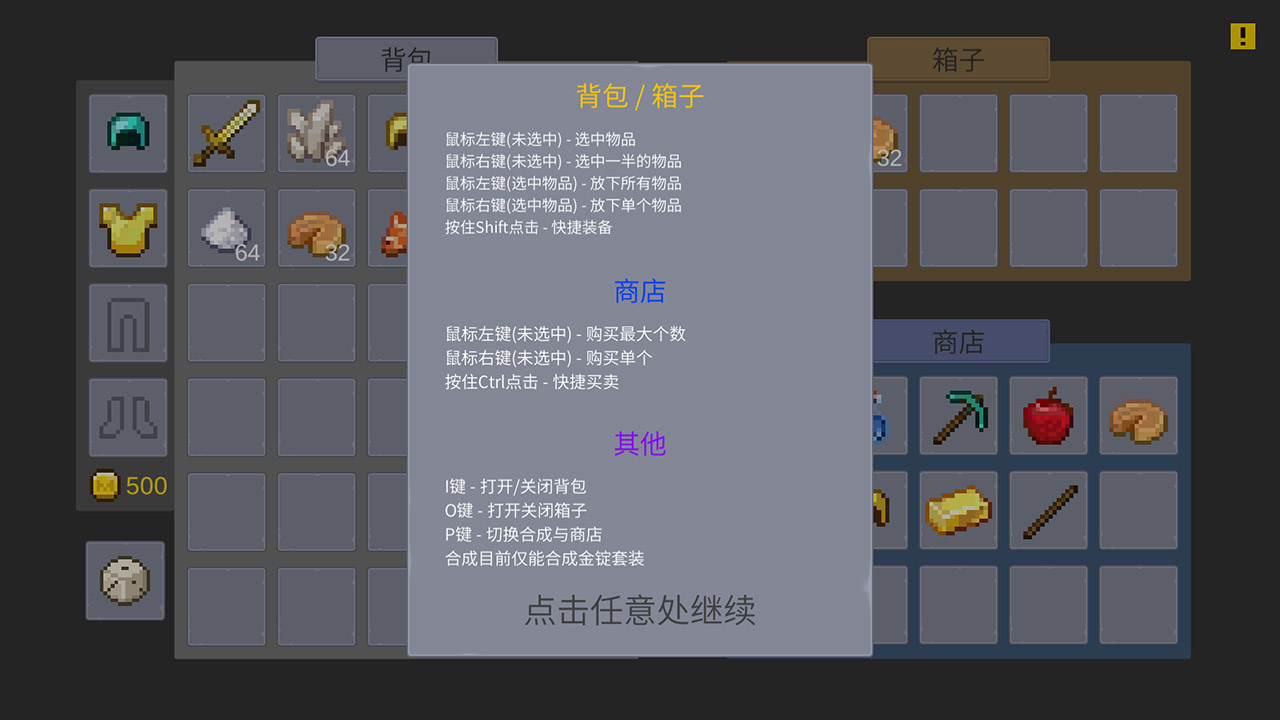 背包
箱子
背包 / 箱子
鼠标左键(未选中) - 选中物品
鼠标右键(未选中) - 选中一半的物品
鼠标左键(选中物品) - 放下所有物品
鼠标右键(选中物品) - 放下单个物品
按住Shift点击 - 快捷装备
64
32
64
32
商店
商店
鼠标左键(未选中) - 购买最大个数
鼠标右键(未选中) - 购买单个
按住Ctrl点击 - 快捷买卖
其他
I键 - 打开/关闭背包
O键 - 打开关闭箱子
P键 - 切换合成与商店
合成目前仅能合成金锭套装
500
点击任意处继续